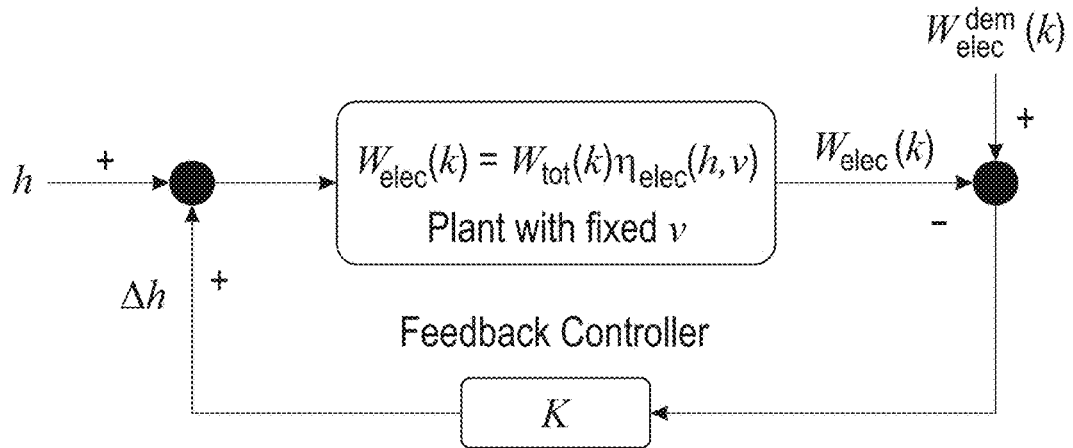 W_elec^dem(k)
+
+
h
W_elec(k) = W_tot(k)η_elec(h, v)
Plant with fixed v
W_elec(k)
−
+
Δh
Feedback Controller
K